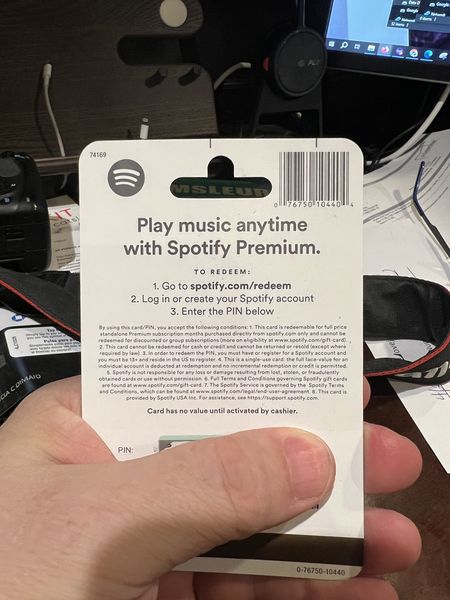 74169
MSLEUR
0 76750 10440 4
Play music anytime
with Spotify Premium.
TO REDEEM:
1. Go to spotify.com/redeem
2. Log in or create your Spotify account
3. Enter the PIN below
By using this card/PIN, you accept the following conditions: 1. This card is redeemable for full price
standalone Premium subscription months purchased directly from spotify.com only and cannot be
redeemed for discounted or group subscriptions (more on eligibility at www.spotify.com/gift-card).
2. This card cannot be redeemed for cash or credit and cannot be returned or resold (except where
required by law). 3. In order to redeem the PIN, you must have or register for a Spotify account and
you must be 13+ and reside in the US to register. 4. This is a single-use card: the full face-value for an
individual account is deducted at redemption and no incremental redemption or credit is permitted.
5. Spotify is not responsible for any loss or damage resulting from lost, stolen, or fraudulently
obtained cards or use without permission. 6. Full Terms and Conditions governing Spotify gift cards
are found at www.spotify.com/gift-card. 7. The Spotify Service is governed by the Spotify Terms
and Conditions, which can be found at www.spotify.com/legal/end-user-agreement. 8. This card is
provided by Spotify USA Inc. For assistance, see https://support.spotify.com.
Card has no value until activated by cashier.
PIN:
0-76750-10440